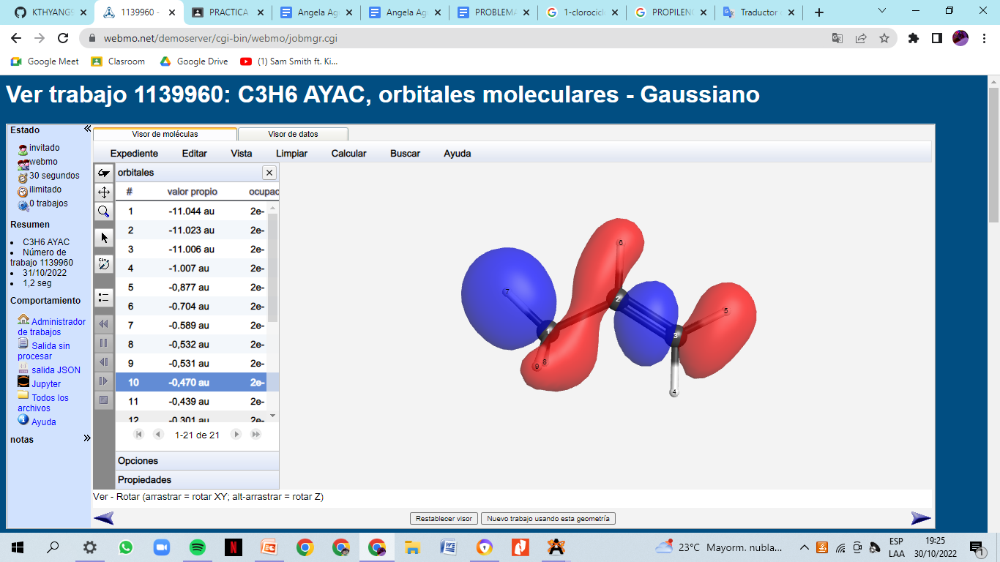 KTHYANG
1139960 -
PRACTICA
Angela Ag
Angela Ag
PROBLEMA
1-clorocicl
PROPILENO
Traductor
webmo.net/demoserver/cgi-bin/webmo/jobmgr.cgi
Google Meet
Clasroom
Google Drive
(1) Sam Smith ft. Ki...
Ver trabajo 1139960: C3H6 AYAC, orbitales moleculares - Gaussiano
Estado
invitado
webmo
30 segundos
ilimitado
0 trabajos
Resumen
C3H6 AYAC
Número de
trabajo 1139960
31/10/2022
1,2 seg
Comportamiento
Administrador
de trabajos
Salida sin
procesar
salida JSON
Jupyter
Todos los
archivos
Ayuda
notas
Visor de moléculas
Visor de datos
Expediente Editar Vista Limpiar Calcular Buscar Ayuda
orbitales
# valor propio ocupac
1 -11.044 au 2e-
2 -11.023 au 2e-
3 -11.006 au 2e-
4 -1.007 au 2e-
5 -0,877 au 2e-
6 -0.704 au 2e-
7 -0.589 au 2e-
8 -0,532 au 2e-
9 -0,531 au 2e-
10 -0,470 au 2e-
11 -0,439 au 2e-
12 -0.301 au 2e-
1-21 de 21
Opciones
Propiedades
6
7
2
5
1
3
9 8
4
Ver - Rotar (arrastrar = rotar XY; alt-arrastrar = rotar Z)
Restablecer visor
Nuevo trabajo usando esta geometría
23°C Mayorm. nubla...
ESP
LAA
19:25
30/10/2022
1